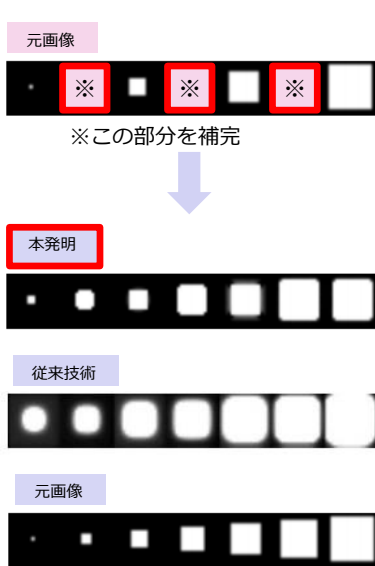 元画像
※ ※ ※
※この部分を補完
本発明
従来技術
元画像